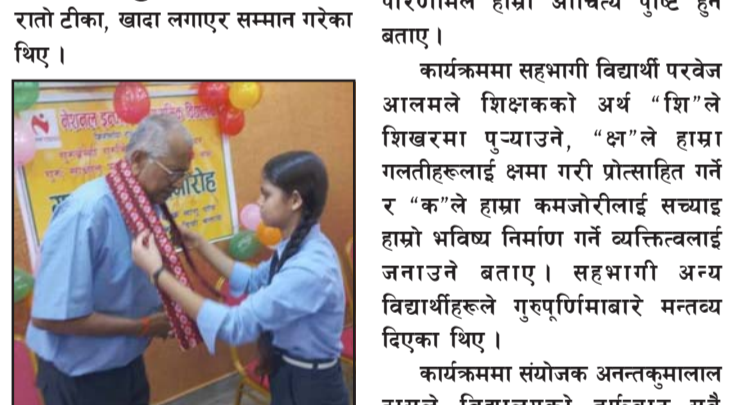 रातो टीका, खादा लगाएर सम्मान गरेका
थिए ।
नेशनल
बताए ।
कार्यक्रममा सहभागी विद्यार्थी परवेज
आलमले शिक्षकको अर्थ “शि”ले
शिखरमा पुऱ्याउने, “क्ष”ले हाम्रा
गलतीहरूलाई क्षमा गरी प्रोत्साहित गर्ने
र “क”ले हाम्रा कमजोरीलाई सच्याइ
हाम्रो भविष्य निर्माण गर्ने व्यक्तित्वलाई
जनाउने बताए । सहभागी अन्य
विद्यार्थीहरूले गुरुपूर्णिमाबारे मन्तव्य
दिएका थिए ।
कार्यक्रममा संयोजक अनन्तकुमालाल